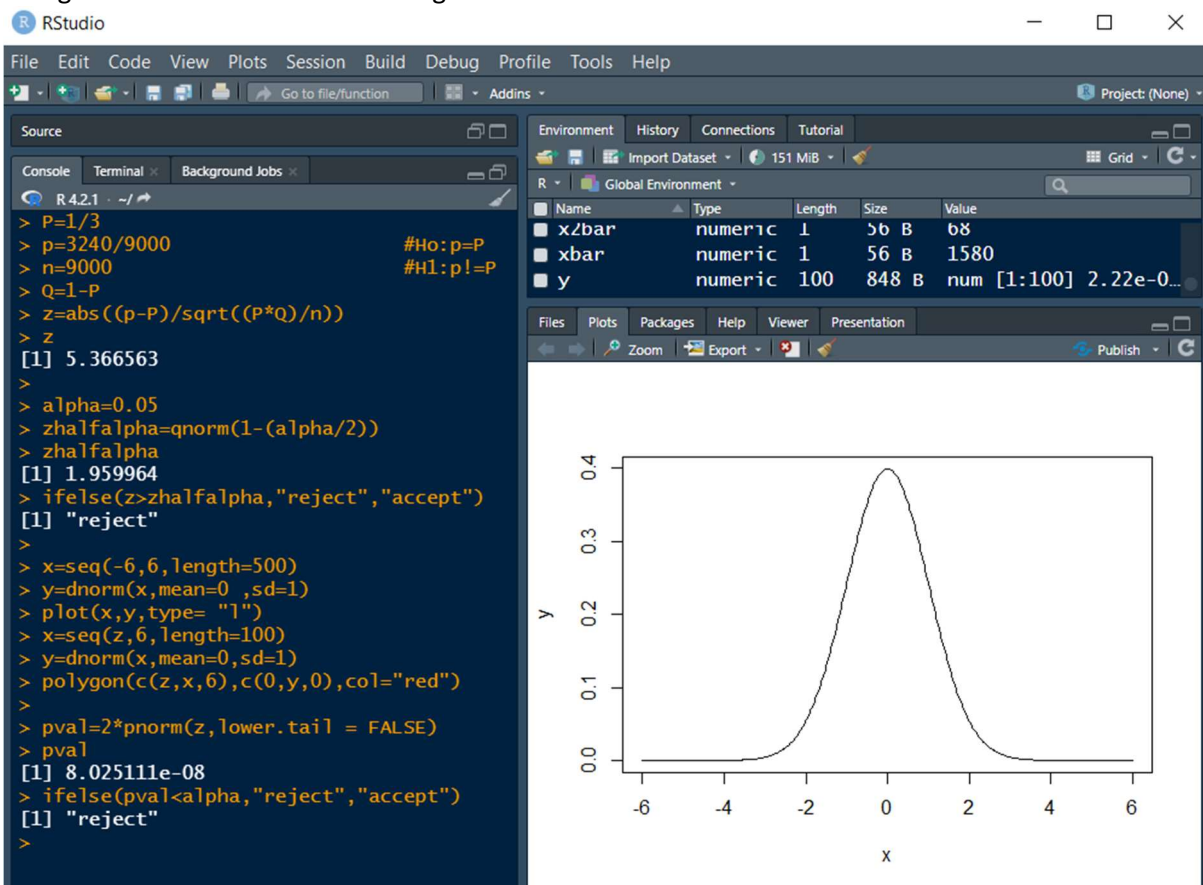 RStudio
File Edit Code View Plots Session Build Debug Profile Tools Help
Go to file/function
Addins
Project: (None)
Source
Console Terminal Background Jobs
R 4.2.1 · ~/
> P=1/3
> p=3240/9000 #Ho:p=P
> n=9000 #H1:p!=P
> Q=1-P
> z=abs((p-P)/sqrt((P*Q)/n))
> z
[1] 5.366563
>
> alpha=0.05
> zhalfalpha=qnorm(1-(alpha/2))
> zhalfalpha
[1] 1.959964
> ifelse(z>zhalfalpha,"reject","accept")
[1] "reject"
>
> x=seq(-6,6,length=500)
> y=dnorm(x,mean=0 ,sd=1)
> plot(x,y,type= "l")
> x=seq(z,6,length=100)
> y=dnorm(x,mean=0,sd=1)
> polygon(c(z,x,6),c(0,y,0),col="red")
>
> pval=2*pnorm(z,lower.tail = FALSE)
> pval
[1] 8.025111e-08
> ifelse(pval<alpha,"reject","accept")
[1] "reject"
>
Environment History Connections Tutorial
Import Dataset 151 MiB Grid
R Global Environment
Name Type Length Size Value
x2bar numeric 1 56 B 68
xbar numeric 1 56 B 1580
y numeric 100 848 B num [1:100] 2.22e-0…
Files Plots Packages Help Viewer Presentation
Zoom Export Publish
0.4
0.3
0.2
0.1
0.0
y
-6 -4 -2 0 2 4 6
x